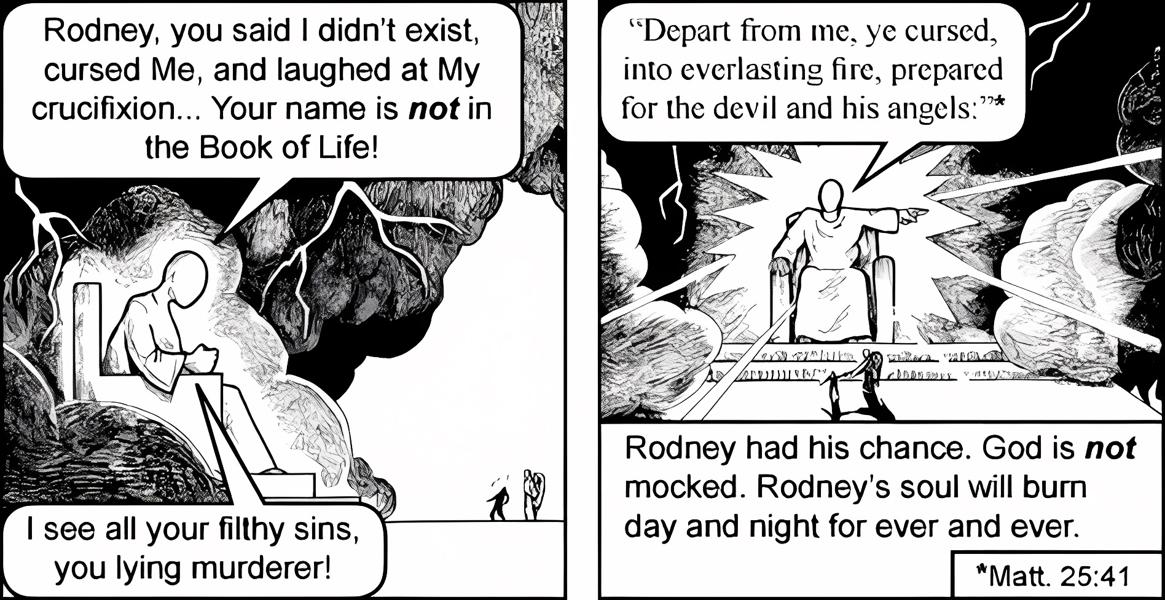 Rodney, you said I didn't exist,
cursed Me, and laughed at My
crucifixion... Your name is not in
the Book of Life!
I see all your filthy sins,
you lying murderer!
“Depart from me, ye cursed,
into everlasting fire, prepared
for the devil and his angels:”*
Rodney had his chance. God is not
mocked. Rodney's soul will burn
day and night for ever and ever.
*Matt. 25:41